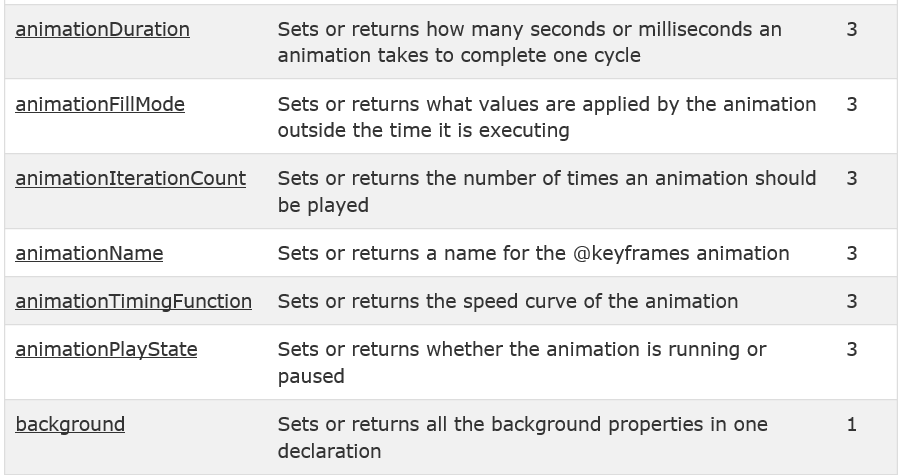 animationDuration Sets or returns how many seconds or milliseconds an 3
animation takes to complete one cycle
animationFillMode Sets or returns what values are applied by the animation 3
outside the time it is executing
animationIterationCount Sets or returns the number of times an animation should 3
be played
animationName Sets or returns a name for the @keyframes animation 3
animationTimingFunction Sets or returns the speed curve of the animation 3
animationPlayState Sets or returns whether the animation is running or 3
paused
background Sets or returns all the background properties in one 1
declaration